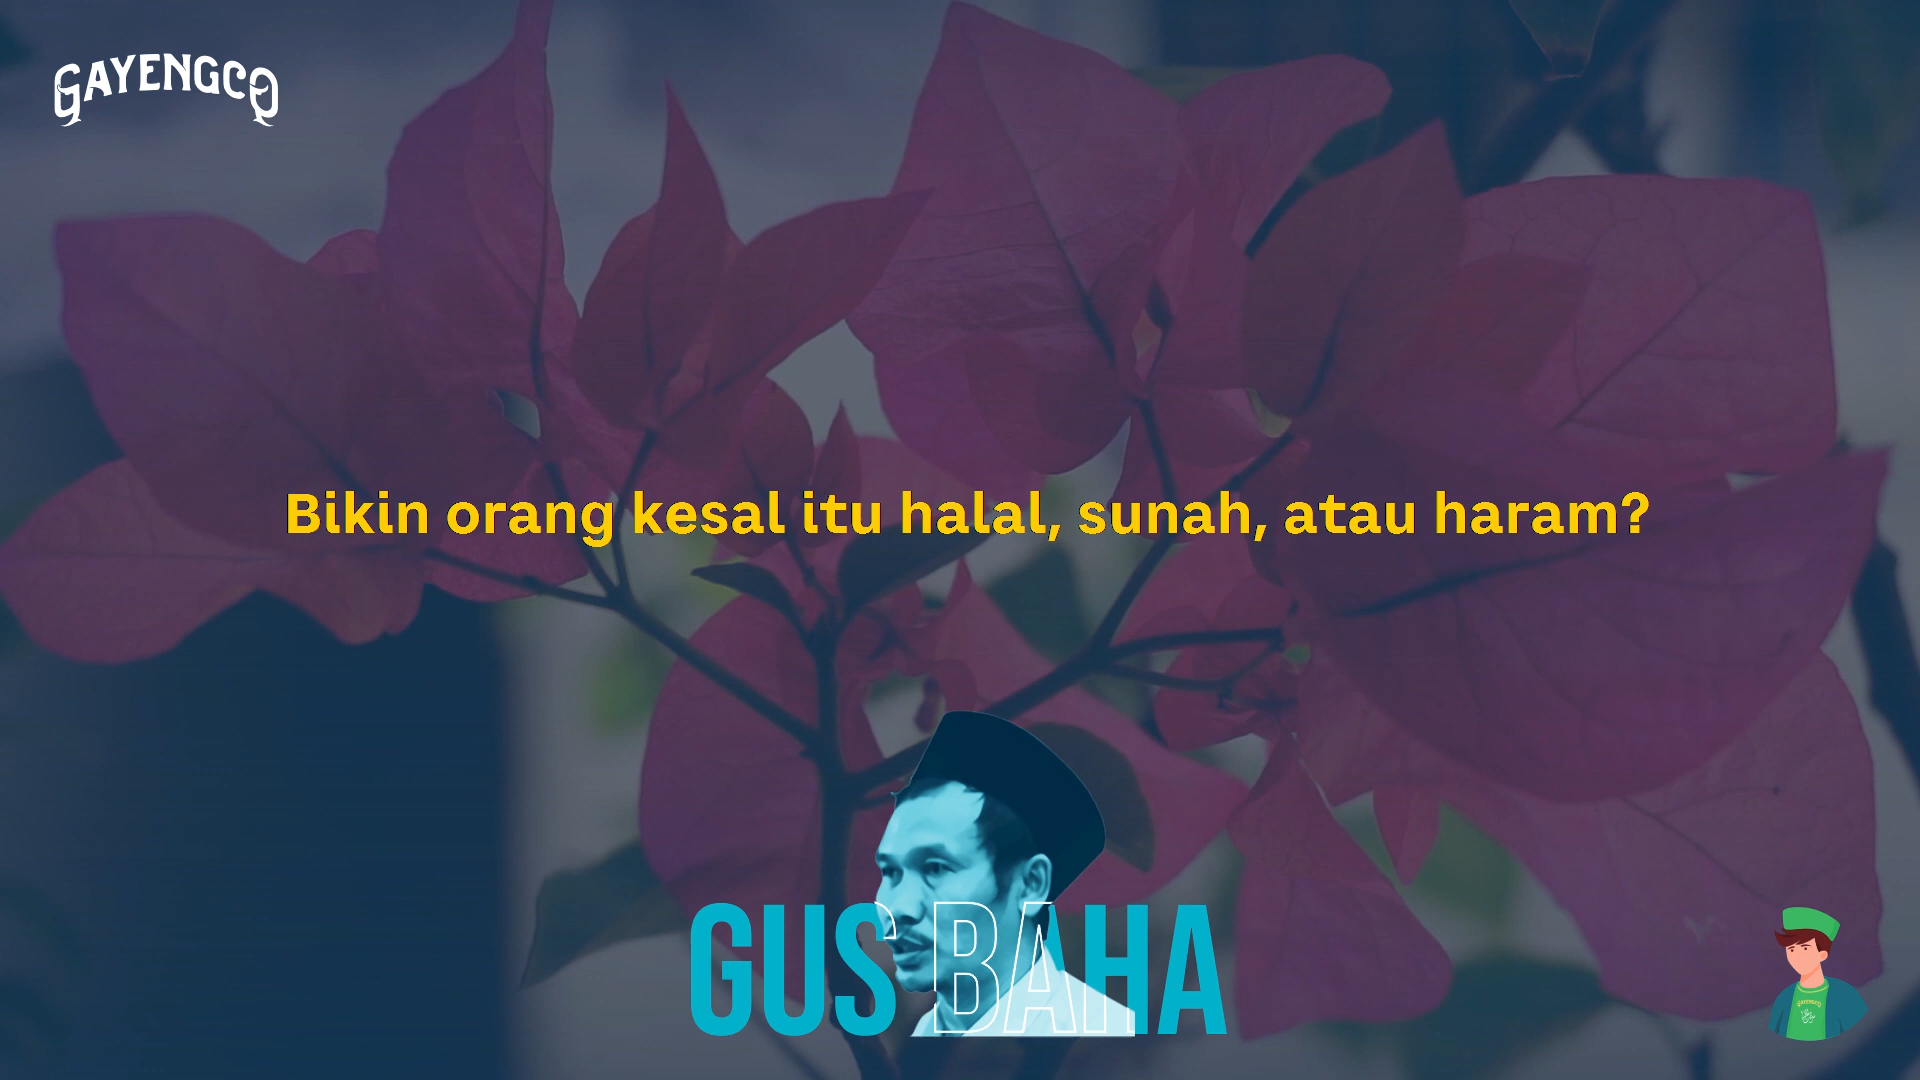 GAYENGCO
Bikin orang kesal itu halal, sunah, atau haram?
GUS BAHA